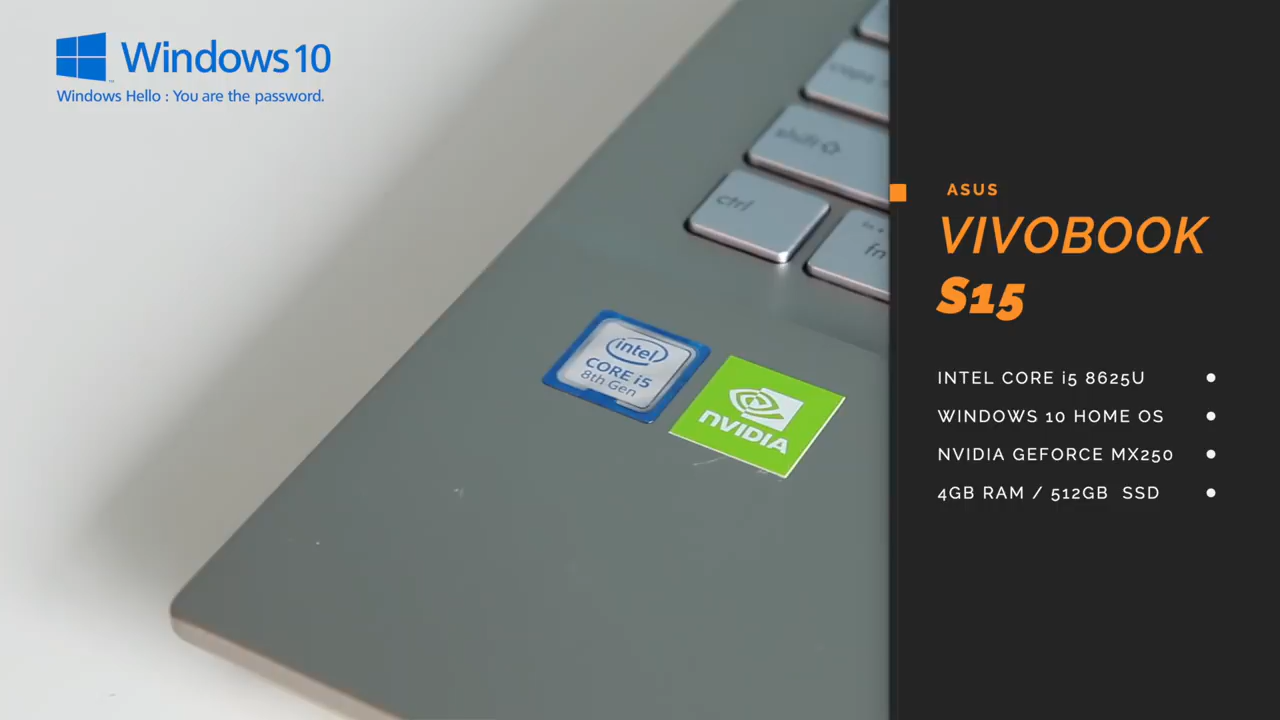 Windows 10
Windows Hello : You are the password.
shift
ctrl
fn
intel
CORE i5
8th Gen
NVIDIA
ASUS
VIVOBOOK
S15
INTEL CORE i5 8625U
WINDOWS 10 HOME OS
NVIDIA GEFORCE MX250
4GB RAM / 512GB SSD